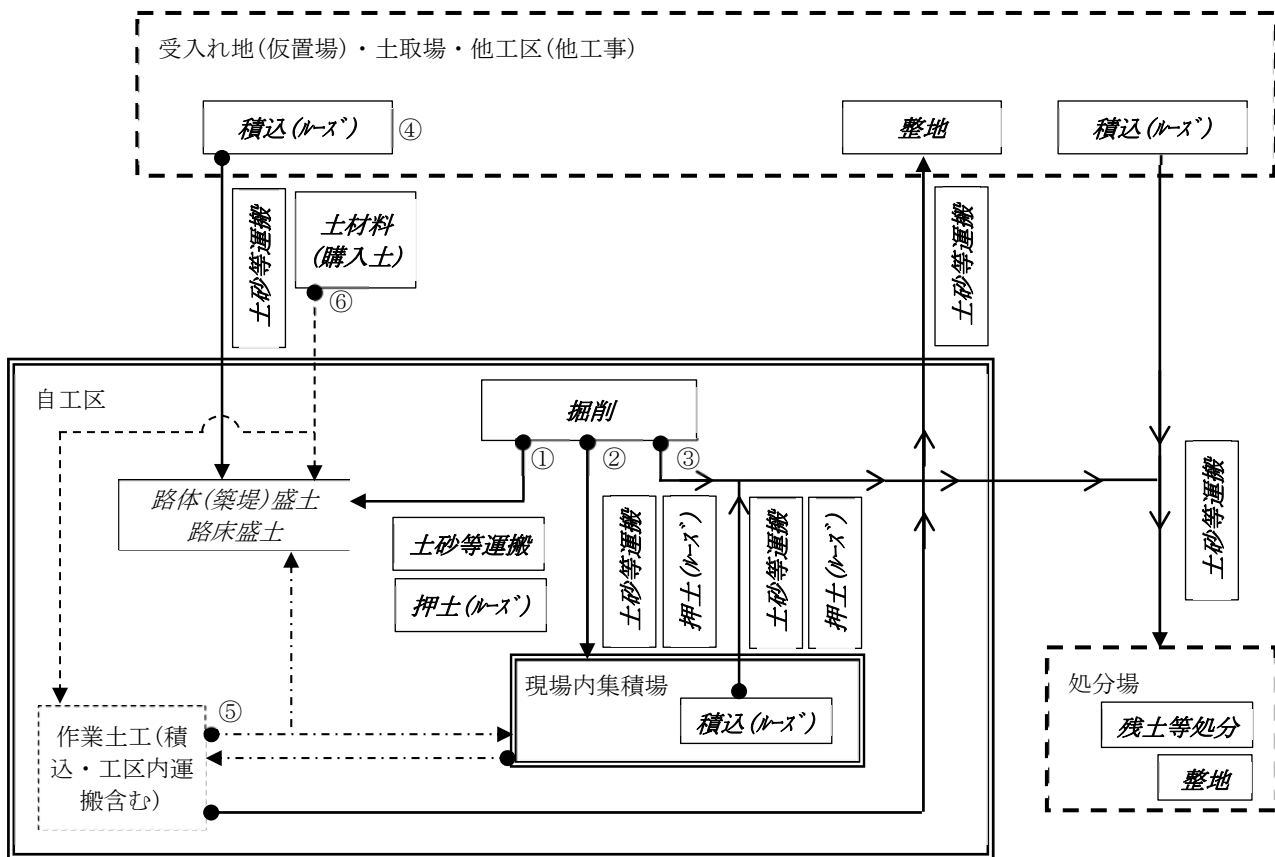 受入れ地(仮置場)・土取場・他工区(他工事)
積込(ﾙｰｽﾞ)
④
整地
積込(ﾙｰｽﾞ)
土砂等運搬
土材料
(購入土)
⑥
土砂等運搬
自工区
掘削
①
②
③
路体(築堤)盛土
路床盛土
土砂等運搬
押土(ﾙｰｽﾞ)
土砂等運搬
押土(ﾙｰｽﾞ)
土砂等運搬
押土(ﾙｰｽﾞ)
土砂等運搬
現場内集積場
積込(ﾙｰｽﾞ)
⑤
作業土工(積
込・工区内運
搬含む)
処分場
残土等処分
整地